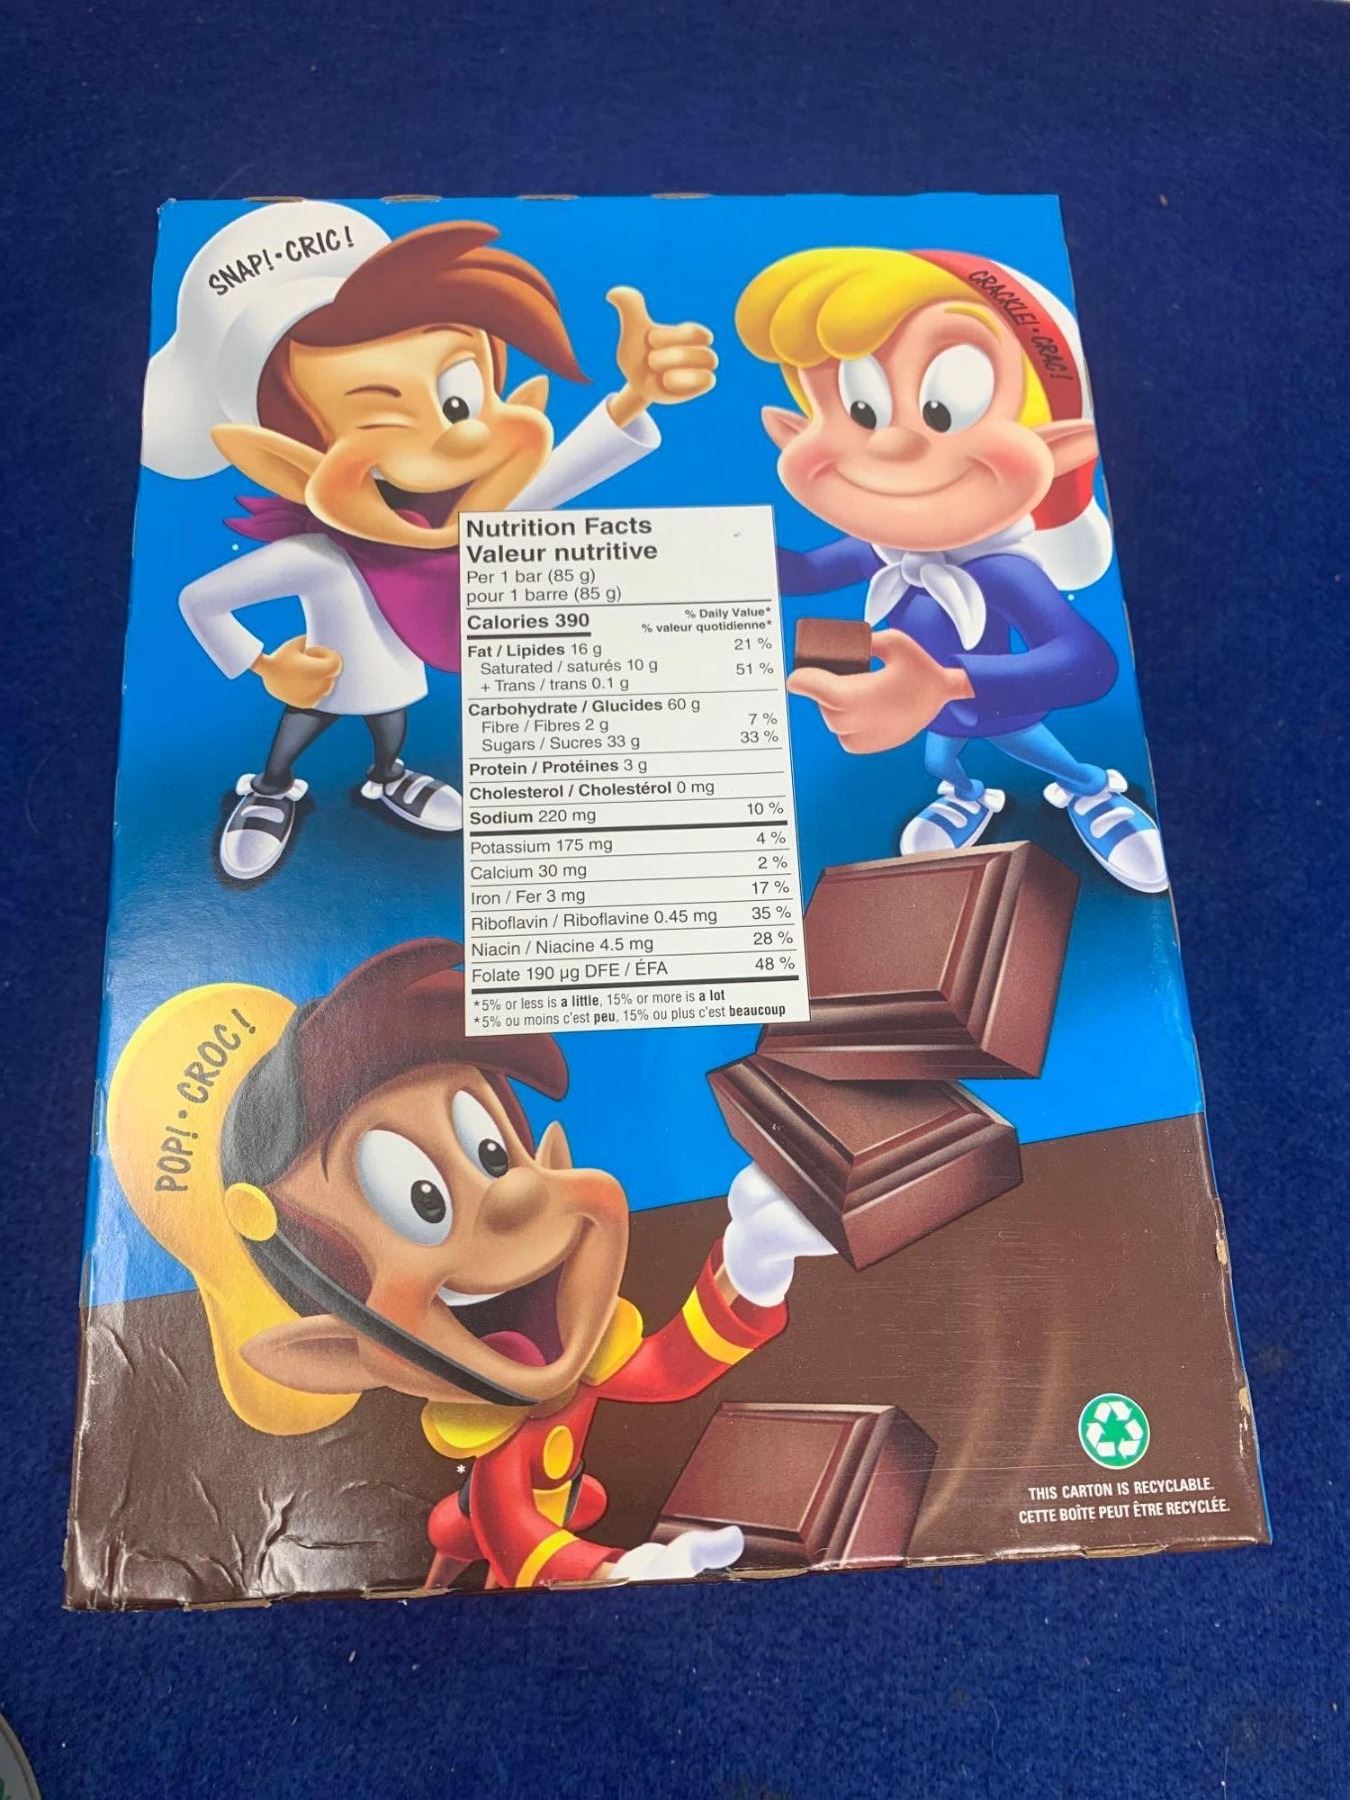 SNAP!・CRIC!
CRACKLE!・CRAC!
Nutrition Facts
Valeur nutritive
Per 1 bar (85 g)
pour 1 barre (85 g)
Calories 390
% Daily Value*
% valeur quotidienne*
Fat / Lipides 16 g 21 %
Saturated / saturés 10 g
+ Trans / trans 0.1 g 51 %
Carbohydrate / Glucides 60 g
Fibre / Fibres 2 g 7 %
Sugars / Sucres 33 g 33 %
Protein / Protéines 3 g
Cholesterol / Cholestérol 0 mg
Sodium 220 mg 10 %
Potassium 175 mg 4 %
Calcium 30 mg 2 %
Iron / Fer 3 mg 17 %
Riboflavin / Riboflavine 0.45 mg 35 %
Niacin / Niacine 4.5 mg 28 %
Folate 190 µg DFE / ÉFA 48 %
*5% or less is a little, 15% or more is a lot
*5% ou moins c'est peu, 15% ou plus c'est beaucoup
POP!・CROC!
THIS CARTON IS RECYCLABLE.
CETTE BOÎTE PEUT ÊTRE RECYCLÉE.